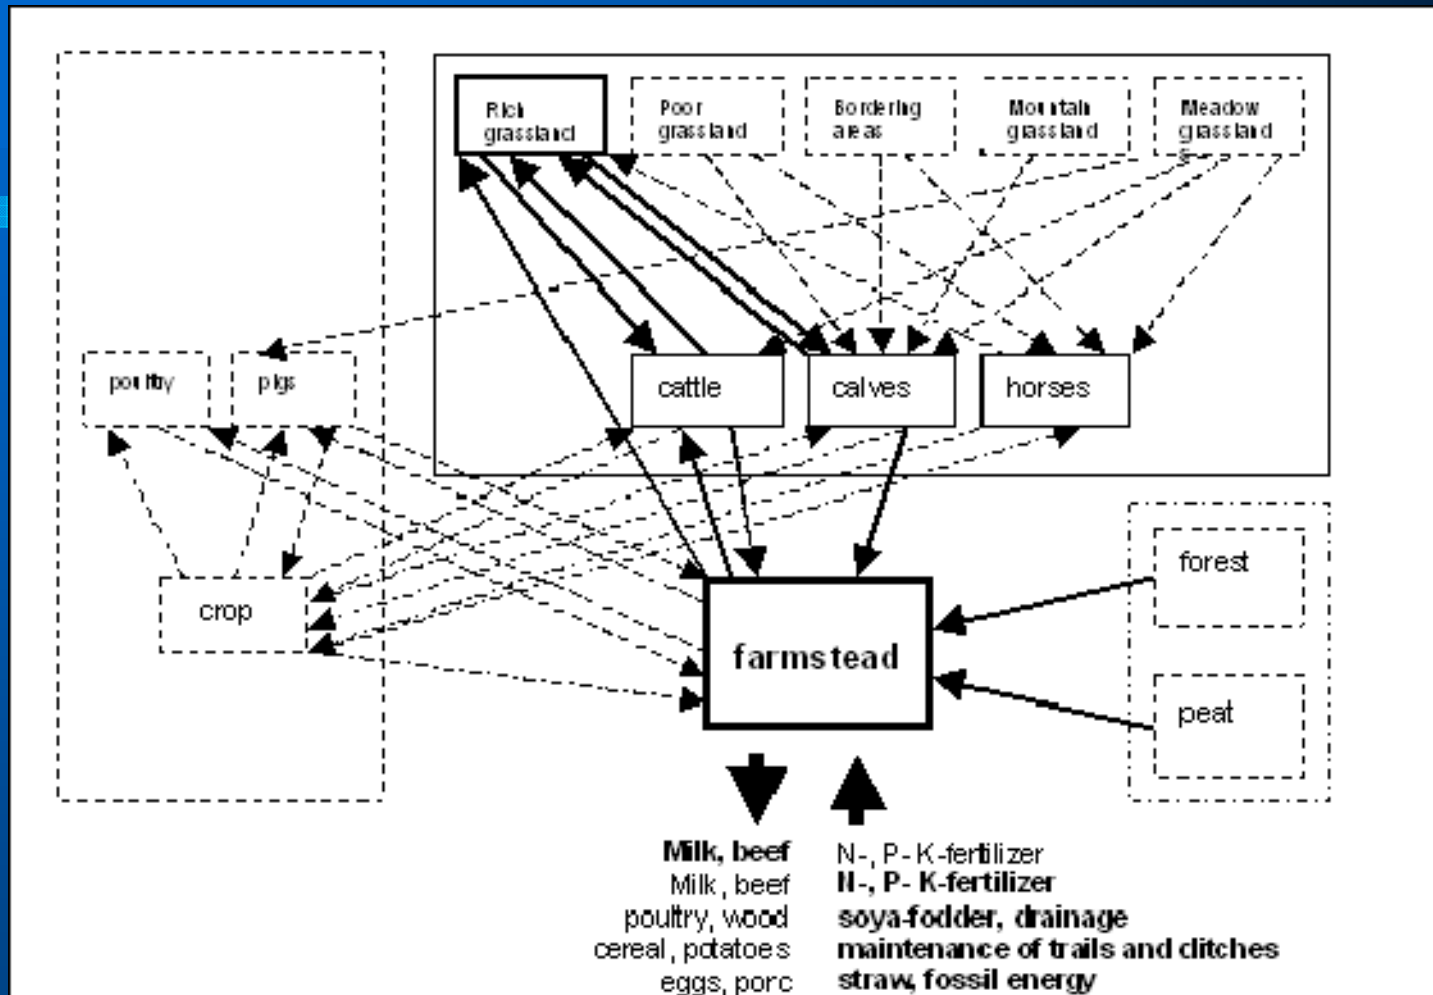 Rich
grassland
Poor
grassland
Bordering
areas
Mountain
grassland
Meadow
grassland
poultry
pigs
cattle
calves
horses
crop
forest
farmstead
peat
Milk, beef
N-, P- K-fertilizer
Milk, beef
N-, P- K-fertilizer
poultry, wood
soya-fodder, drainage
cereal, potatoes
maintenance of trails and ditches
eggs, porc
straw, fossil energy